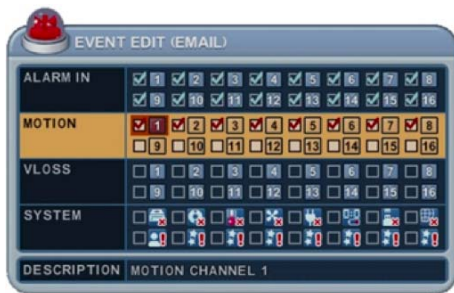 EVENT EDIT (EMAIL)
ALARM IN 1 2 3 4 5 6 7 8
9 10 11 12 13 14 15 16
MOTION 1 2 3 4 5 6 7 8
9 10 11 12 13 14 15 16
VLOSS 1 2 3 4 5 6 7 8
9 10 11 12 13 14 15 16
SYSTEM
DESCRIPTION MOTION CHANNEL 1